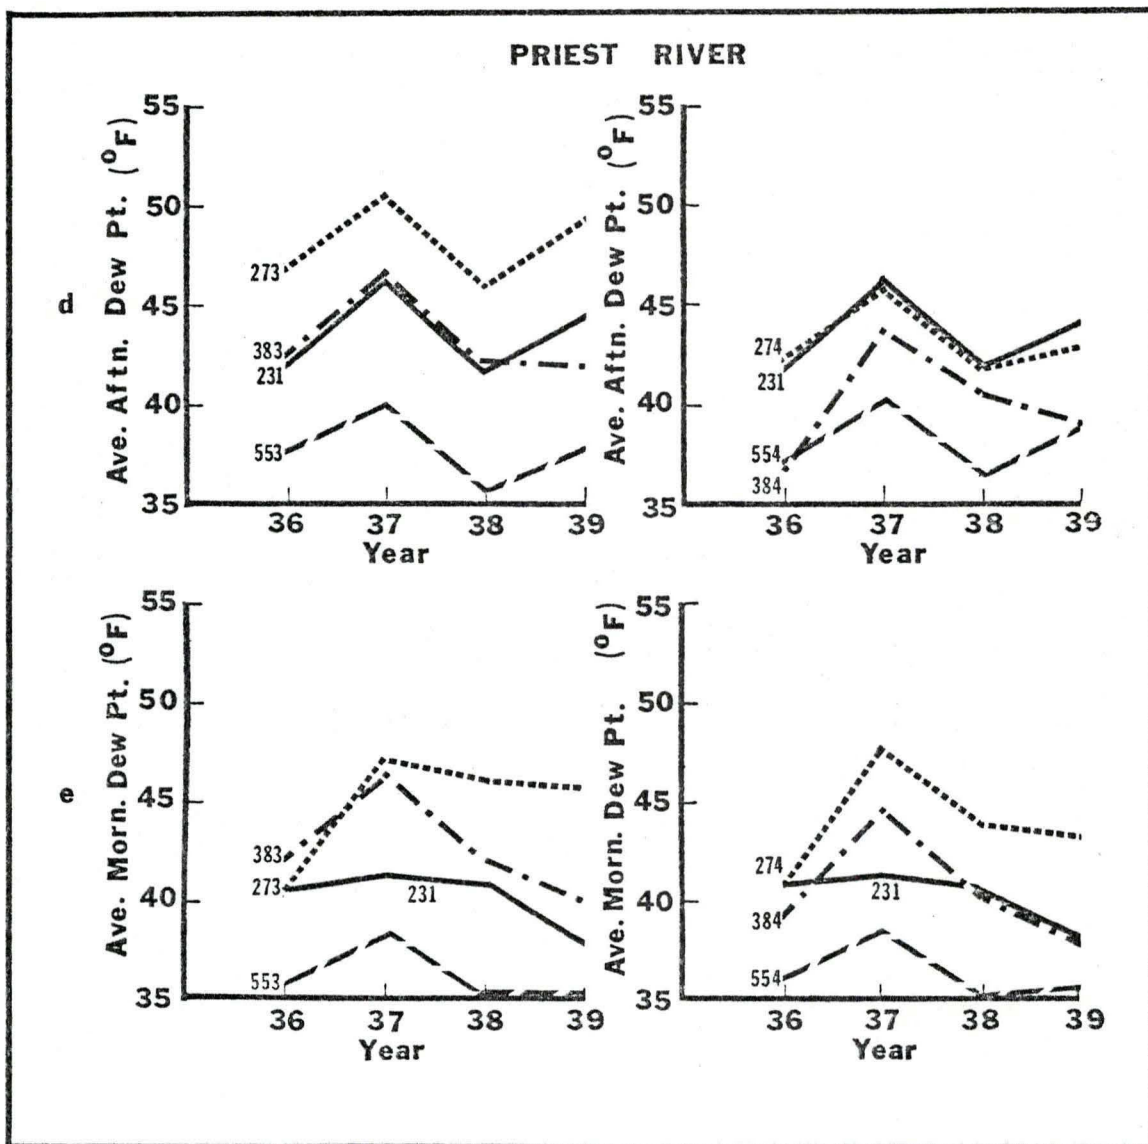 PRIEST RIVER
d
Ave. Aftn. Dew Pt. (°F)
55
50
45
40
35
273
383
231
553
36 37 38 39
Year
Ave. Aftn. Dew Pt. (°F)
55
50
45
40
35
274
231
554
384
36 37 38 39
Year
e
Ave. Morn. Dew Pt. (°F)
55
50
45
40
35
383
273
231
553
36 37 38 39
Year
Ave. Morn. Dew Pt. (°F)
55
50
45
40
35
274
231
384
554
36 37 38 39
Year